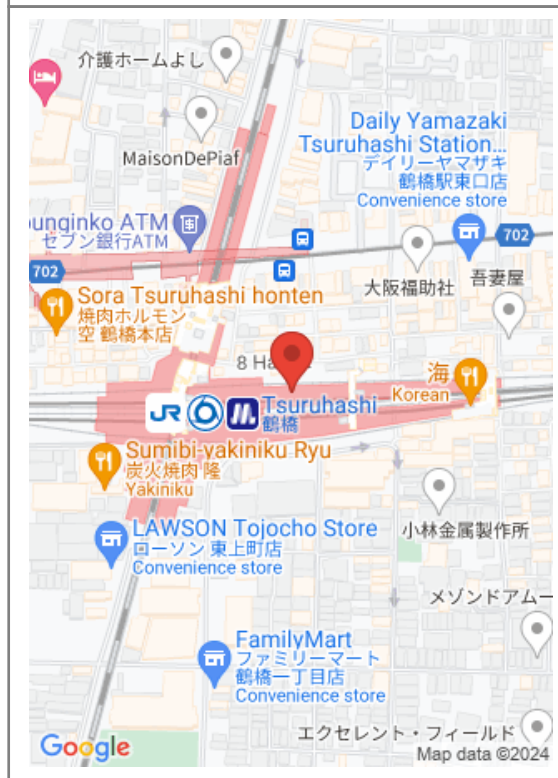 介護ホームよし
MaisonDePiaf
Daily Yamazaki
Tsuruhashi Station...
デイリーヤマザキ
鶴橋駅東口店
Convenience store
ounginko ATM
セブン銀行ATM
702
702
大阪福助社
吾妻屋
Sora Tsuruhashi honten
焼肉ホルモン
空 鶴橋本店
8 Ha
海
Korean
JR
Tsuruhashi
鶴橋
Sumibi-yakiniku Ryu
炭火焼肉 隆
Yakiniku
LAWSON Tojocho Store
ローソン 東上町店
Convenience store
小林金属製作所
メゾンドアムー
FamilyMart
ファミリーマート
鶴橋一丁目店
Convenience store
エクセレント・フィールド
Google
Map data ©2024